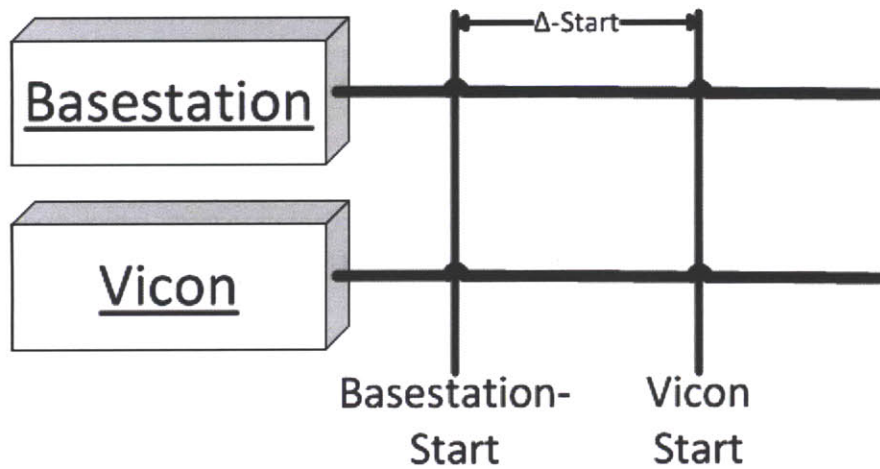 Δ-Start
Basestation
Vicon
Basestation-
Start
Vicon
Start